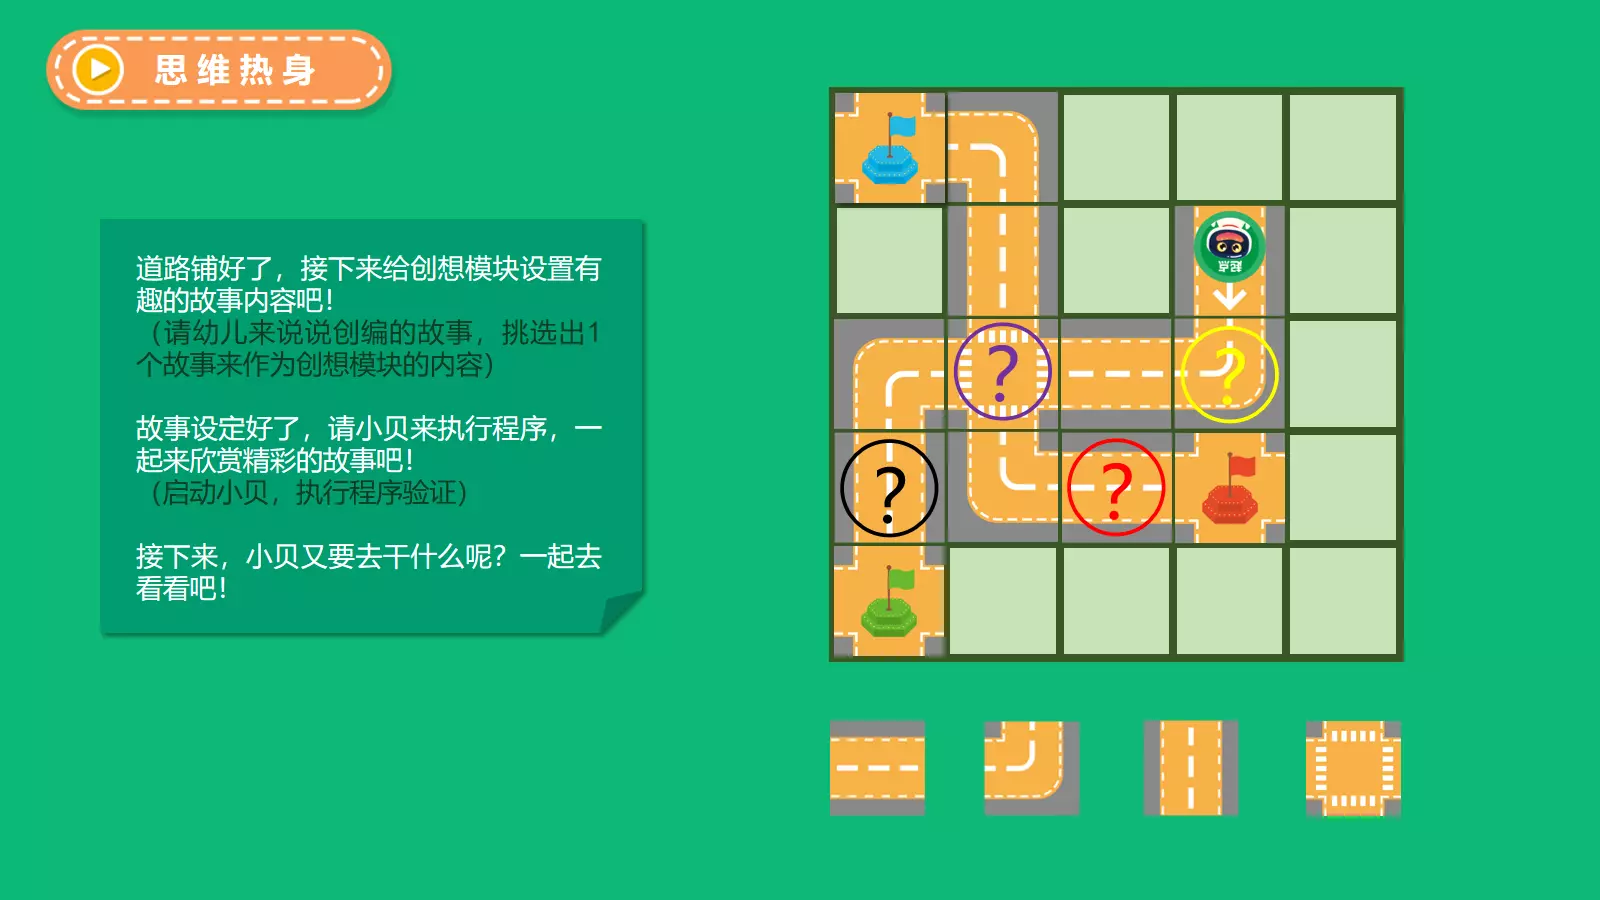 思维热身
道路铺好了，接下来给创想模块设置有
趣的故事内容吧！
（请幼儿来说说创编的故事，挑选出1
个故事来作为创想模块的内容）
故事设定好了，请小贝来执行程序，一
起来欣赏精彩的故事吧！
（启动小贝，执行程序验证）
接下来，小贝又要去干什么呢？一起去
看看吧！
起点
?
?
?
?